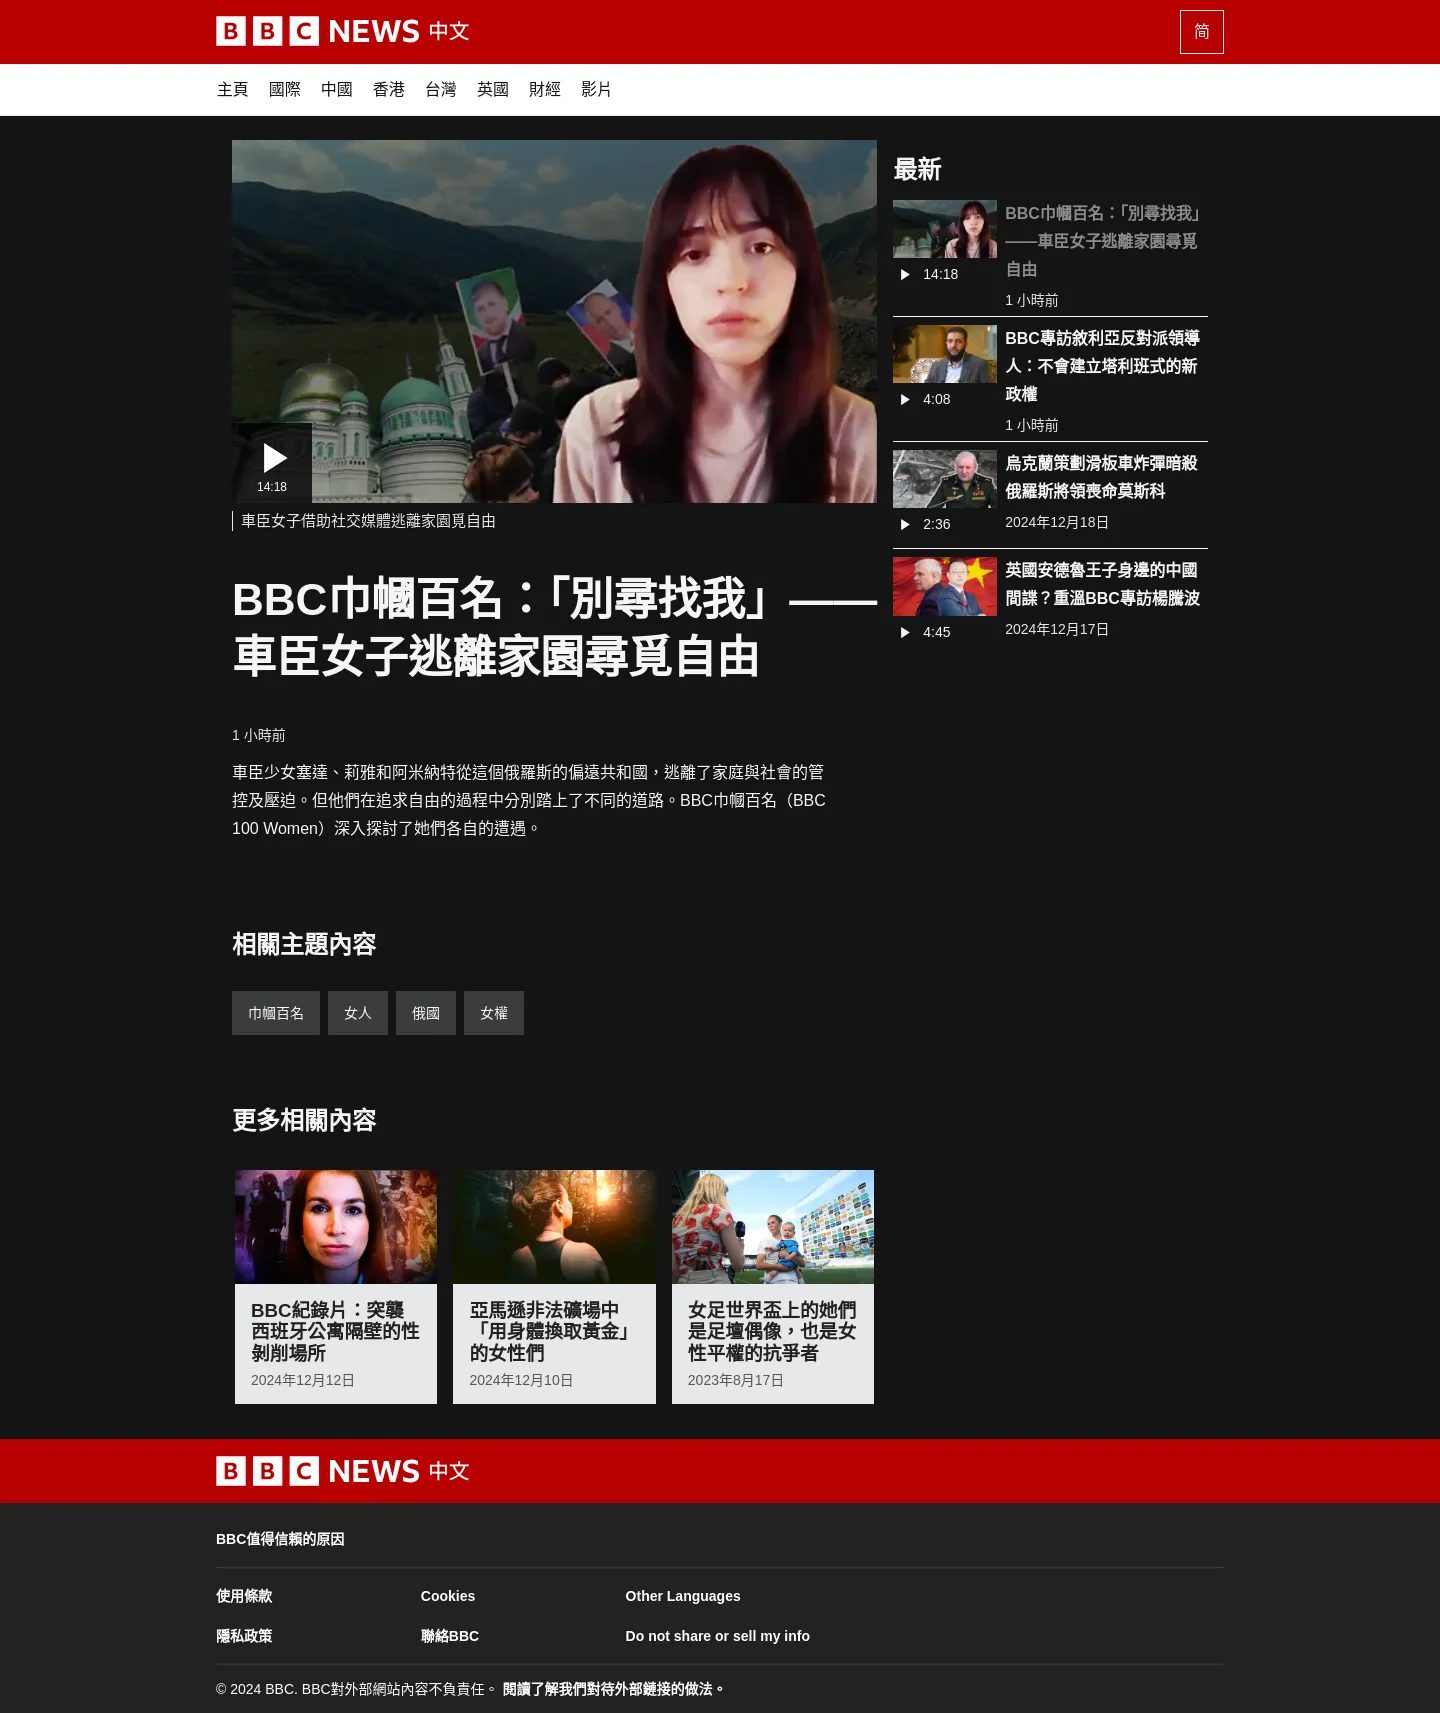 BBC NEWS 中文
简
主頁 國際 中國 香港 台灣 英國 財經 影片
14:18
車臣女子借助社交媒體逃離家園覓自由
BBC巾幗百名：「別尋找我」——
車臣女子逃離家園尋覓自由
1 小時前
車臣少女塞達、莉雅和阿米納特從這個俄羅斯的偏遠共和國，逃離了家庭與社會的管
控及壓迫。但他們在追求自由的過程中分別踏上了不同的道路。BBC巾幗百名（BBC
100 Women）深入探討了她們各自的遭遇。
最新
BBC巾幗百名：「別尋找我」
——車臣女子逃離家園尋覓
自由
14:18
1 小時前
BBC專訪敘利亞反對派領導
人：不會建立塔利班式的新
政權
4:08
1 小時前
烏克蘭策劃滑板車炸彈暗殺
俄羅斯將領喪命莫斯科
2:36
2024年12月18日
英國安德魯王子身邊的中國
間諜？重溫BBC專訪楊騰波
4:45
2024年12月17日
相關主題內容
巾幗百名 女人 俄國 女權
更多相關內容
BBC紀錄片：突襲
西班牙公寓隔壁的性
剝削場所
2024年12月12日
亞馬遜非法礦場中
「用身體換取黃金」
的女性們
2024年12月10日
女足世界盃上的她們
是足壇偶像，也是女
性平權的抗爭者
2023年8月17日
BBC NEWS 中文
BBC值得信賴的原因
使用條款 Cookies Other Languages
隱私政策 聯絡BBC Do not share or sell my info
© 2024 BBC. BBC對外部網站內容不負責任。 閱讀了解我們對待外部鏈接的做法。